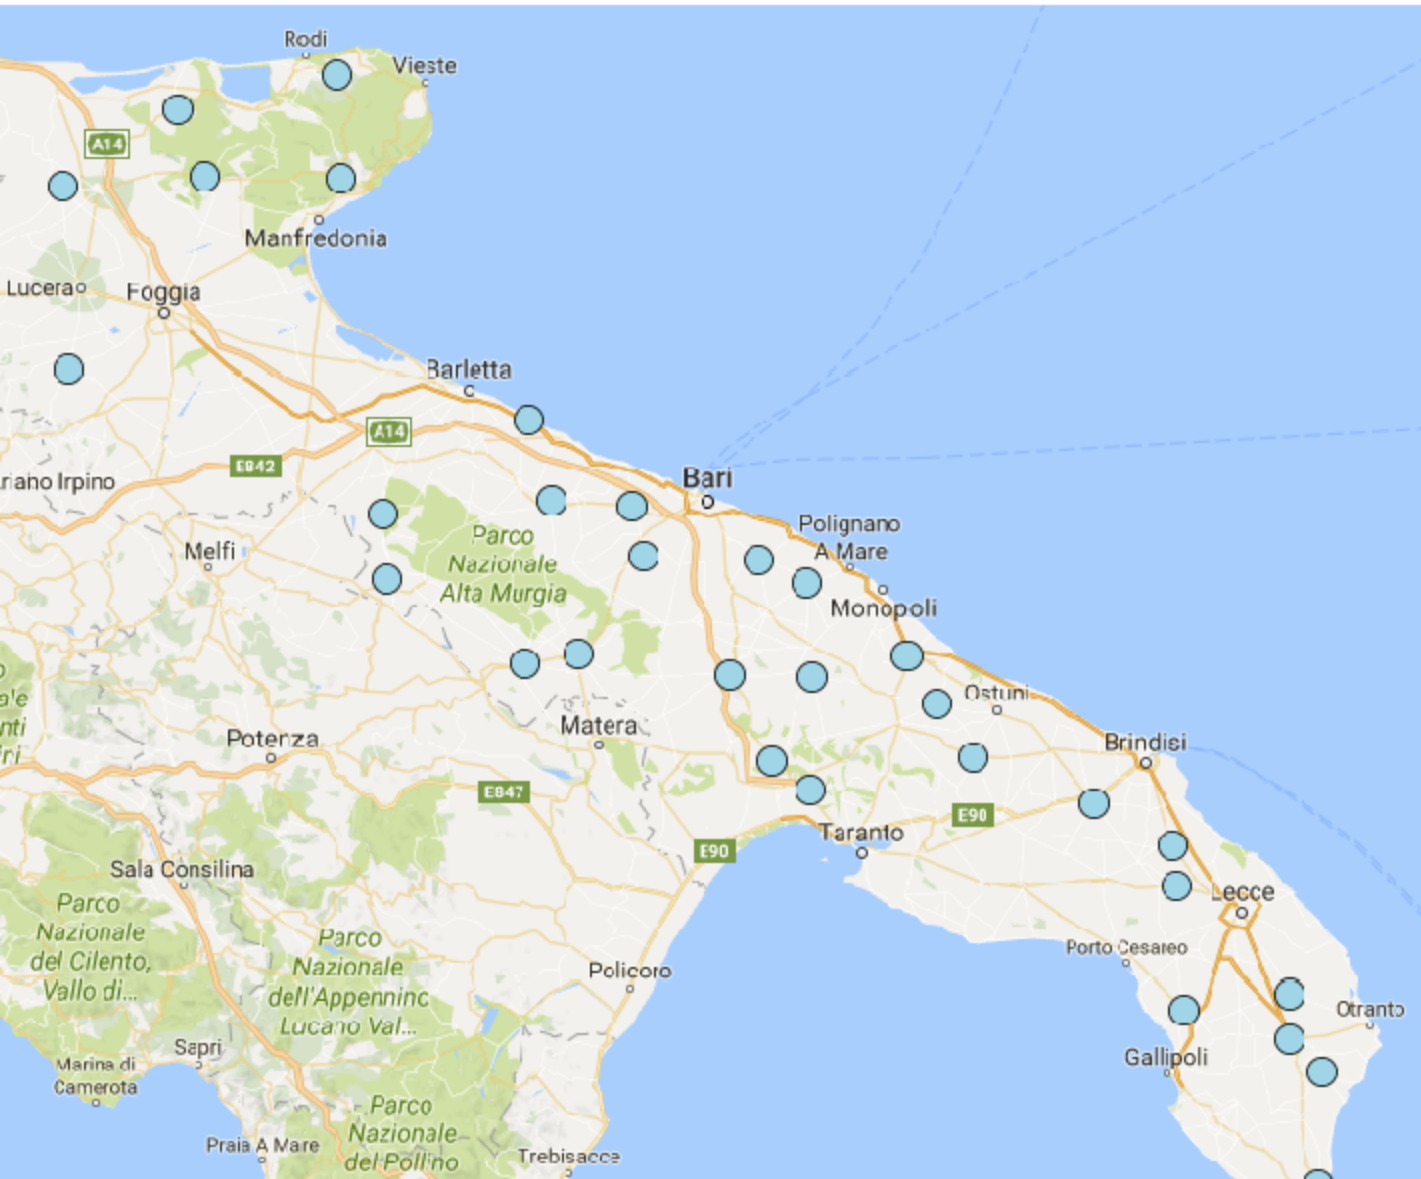 Rodi
Vieste
A14
Manfredonia
Lucera
Foggia
Barletta
A14
E842
riano Irpino
Bari
Polignano
A Mare
Melfi
Parco
Nazionale
Alta Murgia
Monopoli
Ostuni
Matera
Potenza
Brindisi
E847
E90
E90
Taranto
Sala Consilina
Lecce
Parco
Nazionale
del Cilento,
Vallo di...
Parco
Nazionale
dell'Appenninc
Lucano Val...
Porto Cesareo
Policoro
Otranto
Sapri
Gallipoli
Marina di
Camerota
Parco
Nazionale
del Pollino
Praia A Mare
Trebisacce